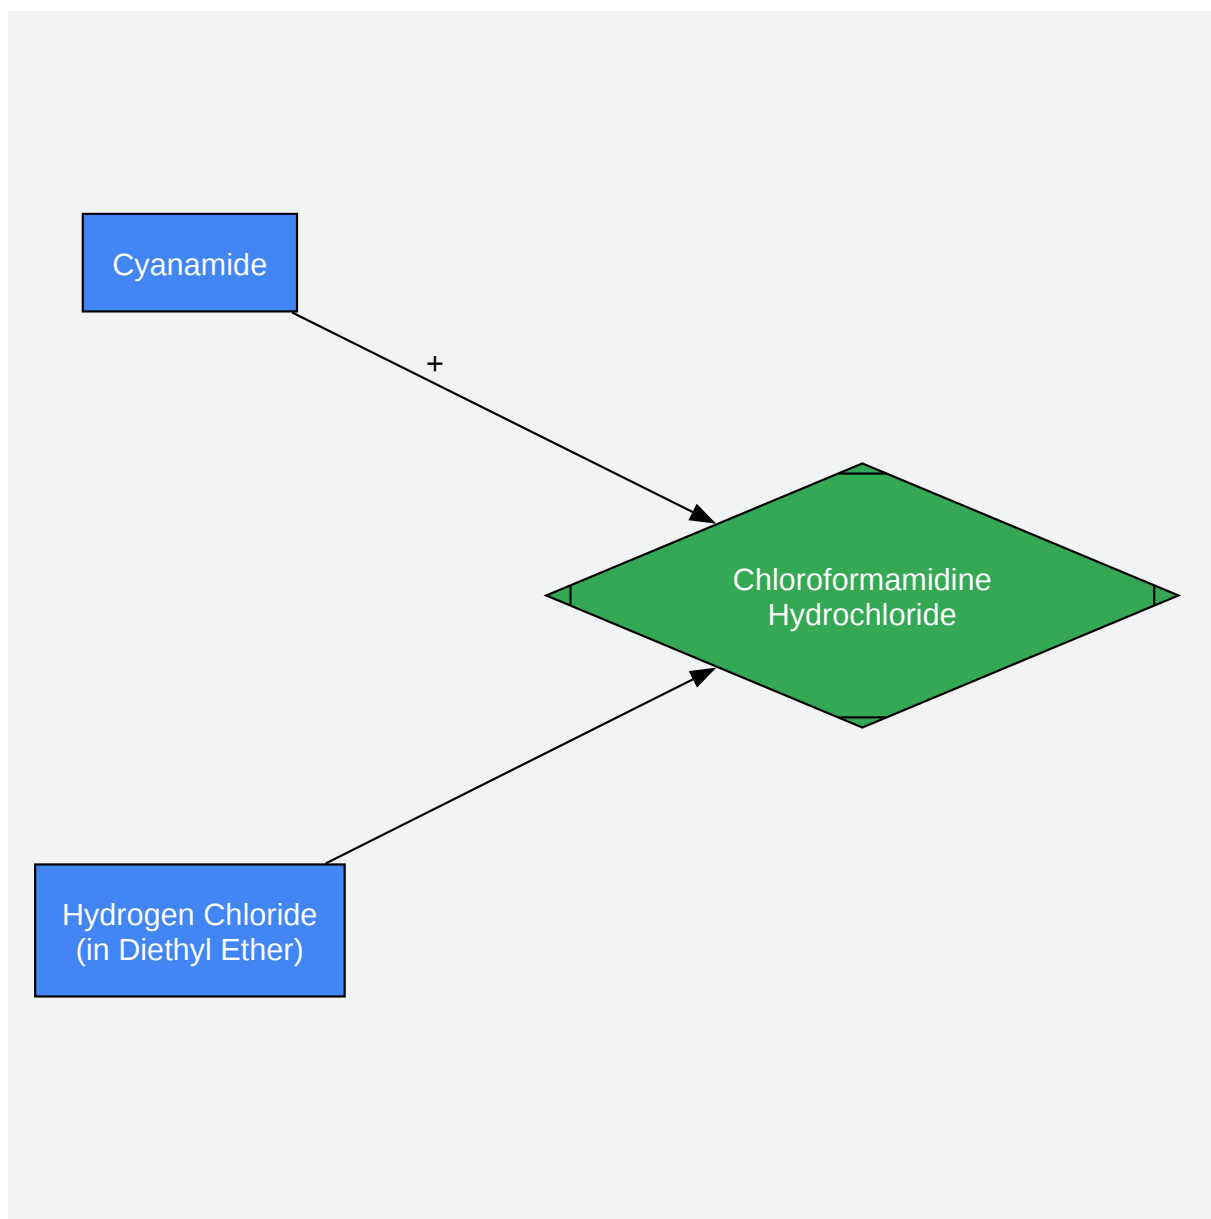 Cyanamide
+
Chloroformamidine
Hydrochloride
Hydrogen Chloride
(in Diethyl Ether)